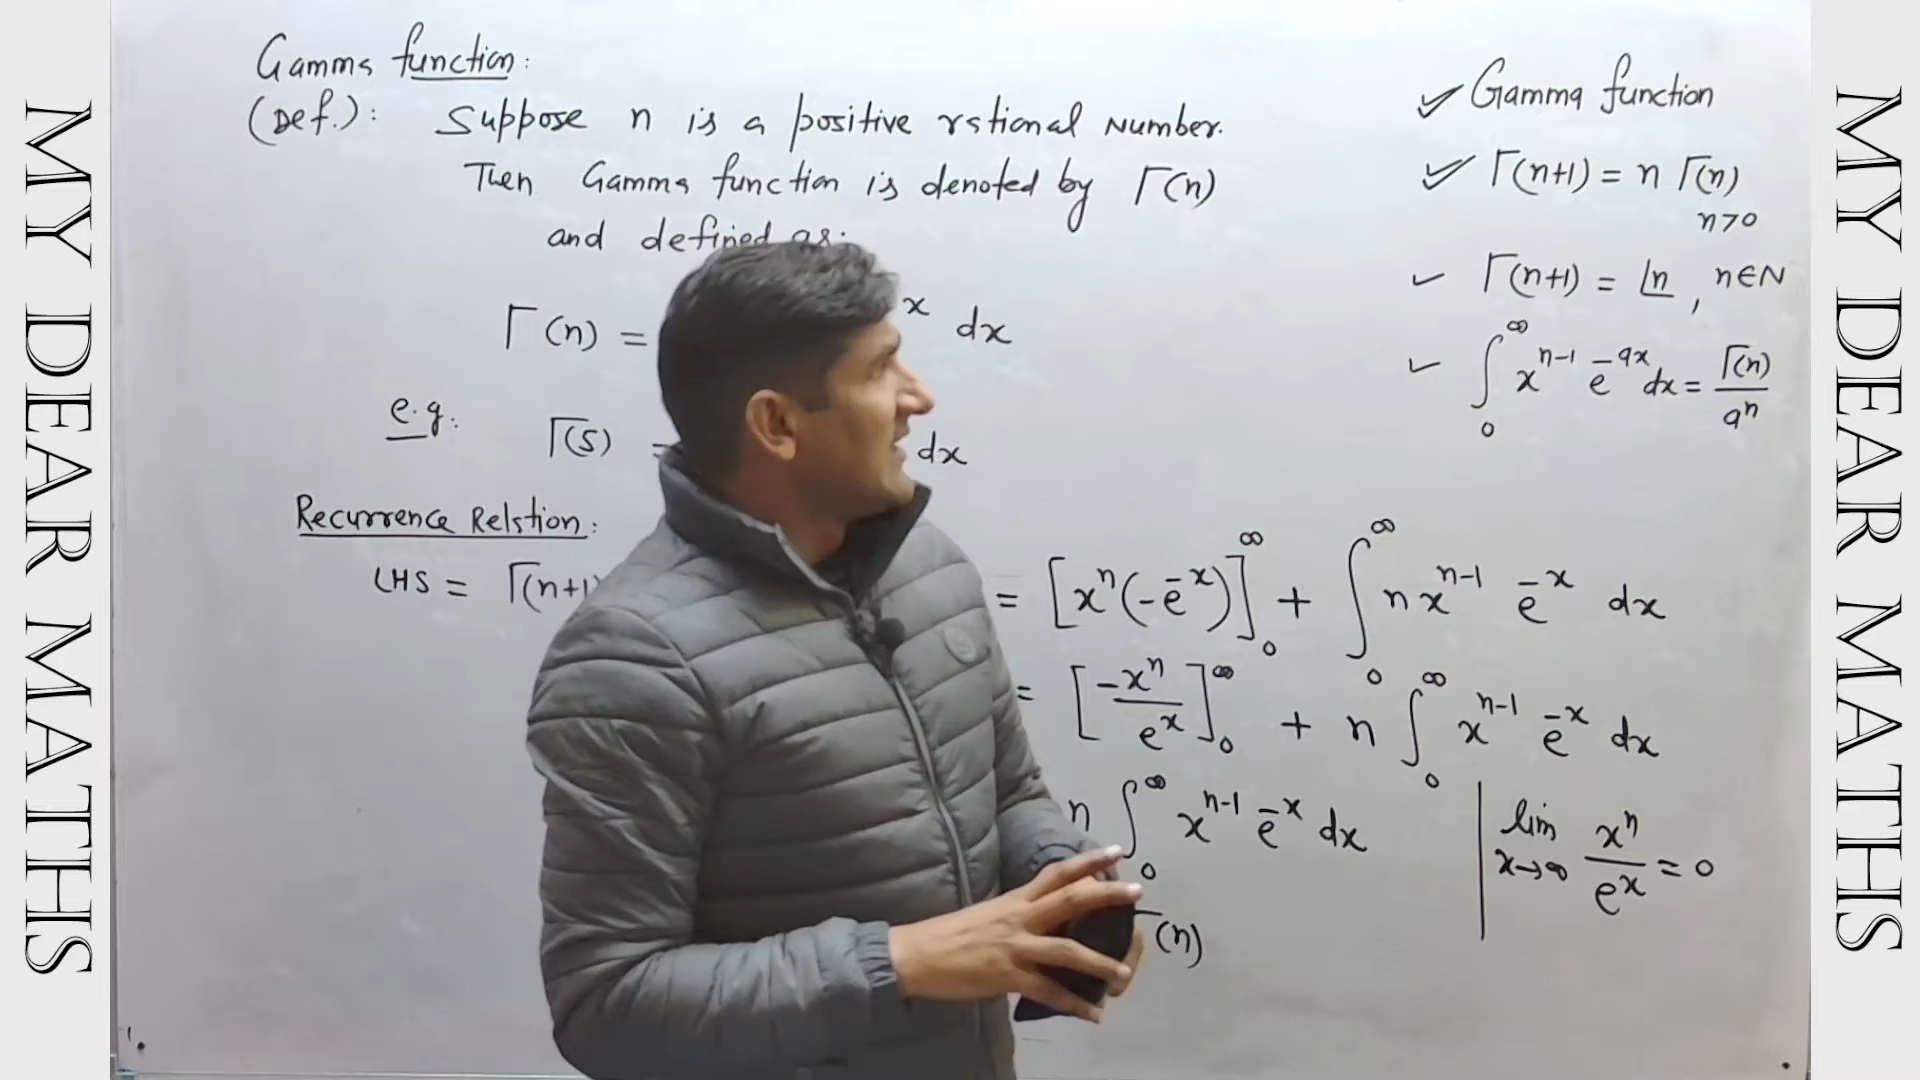 MY DEAR MATHS
Gamma function:
(Def.): Suppose n is a positive rational Number.
Then Gamma function is denoted by Γ(n)
and defined as:
Γ(n) = x dx
e.g. Γ(5) = dx
Recurrence Relation:
LHS = Γ(n+1)
= [xⁿ(-e⁻ˣ)]₀^∞ + ∫₀^∞ n xⁿ⁻¹ e⁻ˣ dx
= [-xⁿ/eˣ]₀^∞ + n ∫₀^∞ xⁿ⁻¹ e⁻ˣ dx
n ∫₀^∞ xⁿ⁻¹ e⁻ˣ dx
(n)
lim x→∞ xⁿ/eˣ = 0
✓ Gamma function
✓ Γ(n+1) = n Γ(n)
n>0
✓ Γ(n+1) = |n̲ , n∈N
✓ ∫₀^∞ xⁿ⁻¹ e⁻ᵃˣ dx = Γ(n)/aⁿ
MY DEAR MATHS